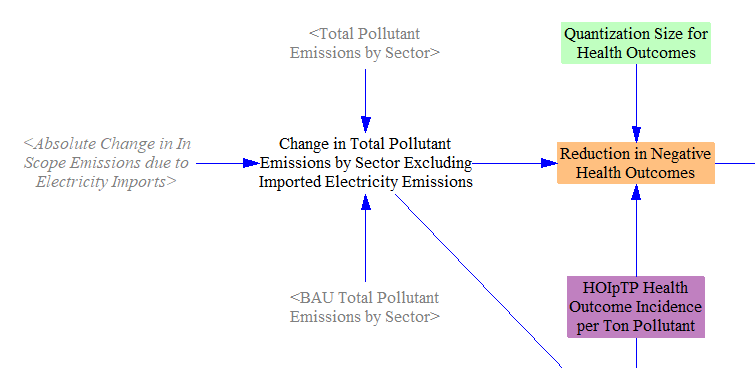 <Total Pollutant
Emissions by Sector>
Quantization Size for
Health Outcomes
<Absolute Change in In
Scope Emissions due to
Electricity Imports>
Change in Total Pollutant
Emissions by Sector Excluding
Imported Electricity Emissions
Reduction in Negative
Health Outcomes
<BAU Total Pollutant
Emissions by Sector>
HOIpTP Health
Outcome Incidence
per Ton Pollutant